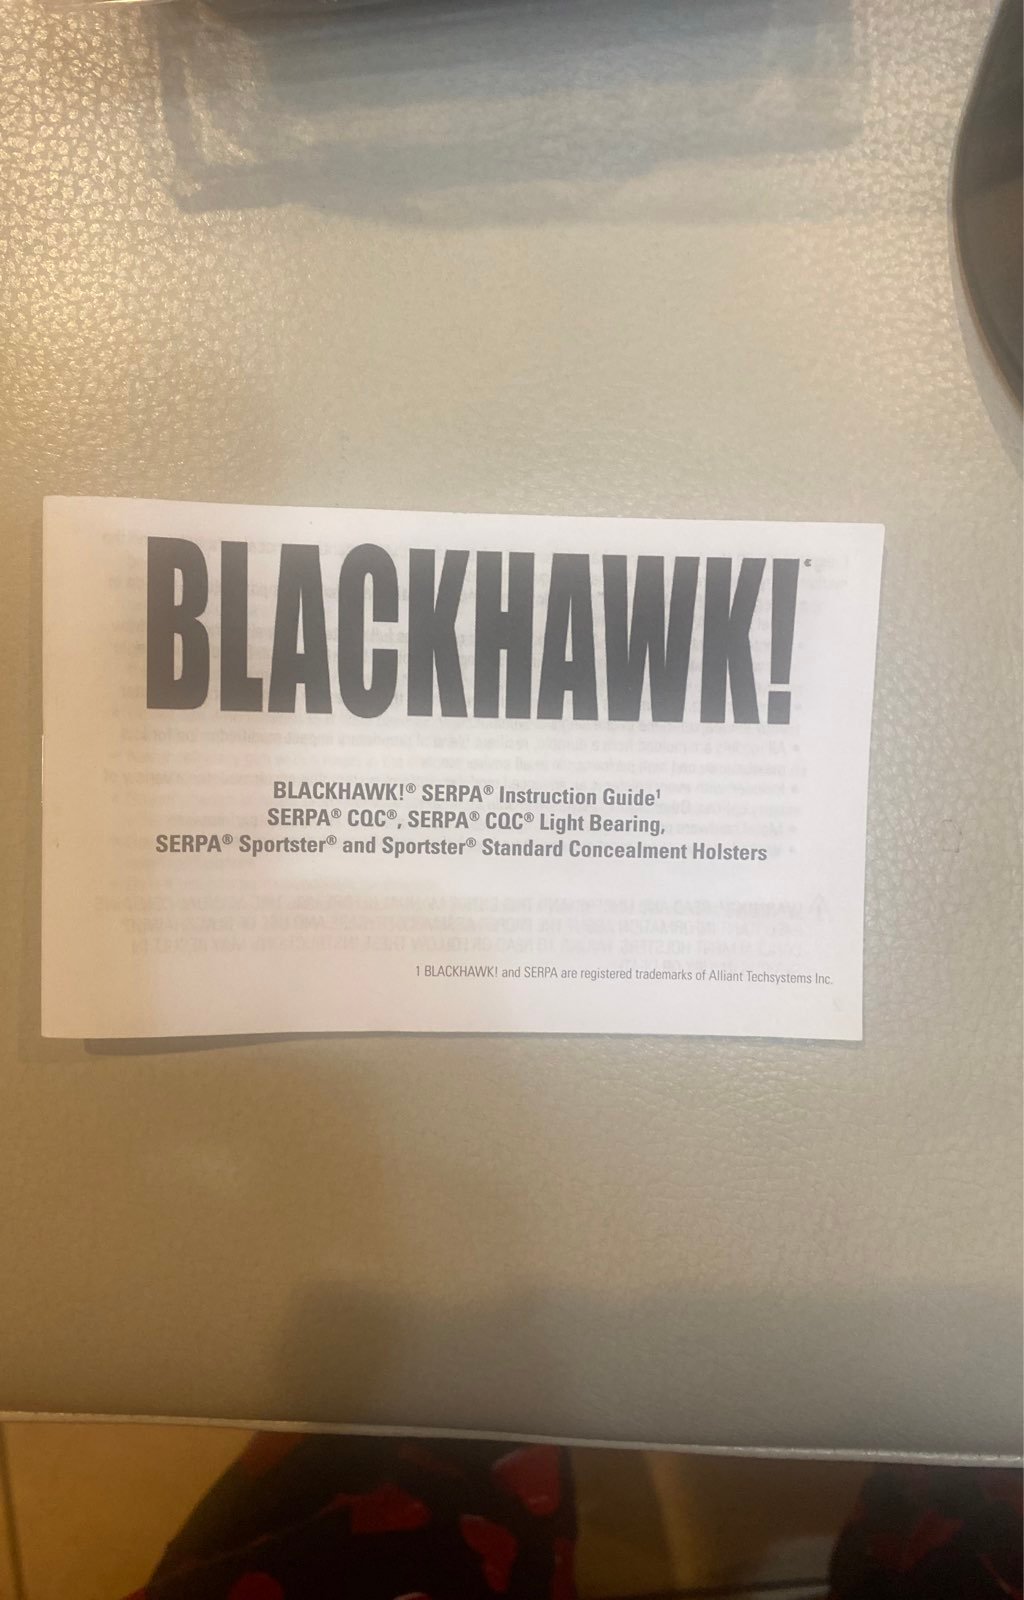 BLACKHAWK!
BLACKHAWK!® SERPA® Instruction Guide¹
SERPA® CQC®, SERPA® CQC® Light Bearing,
SERPA® Sportster® and Sportster® Standard Concealment Holsters
1 BLACKHAWK! and SERPA are registered trademarks of Alliant Techsystems Inc.